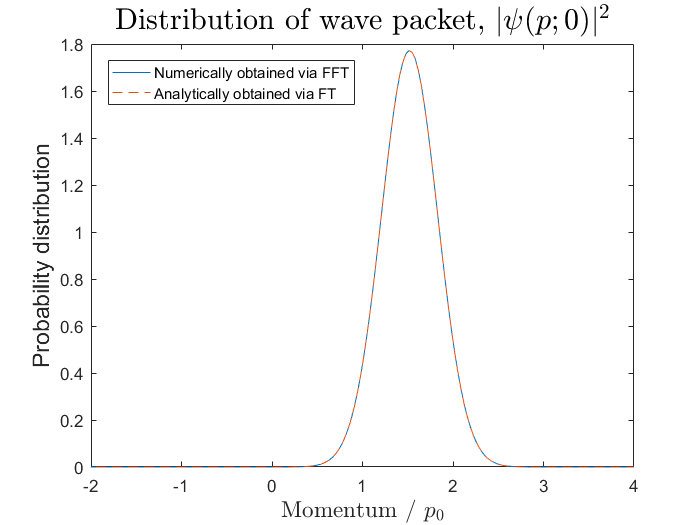 Distribution of wave packet, |ψ(p; 0)|²
Numerically obtained via FFT
Analytically obtained via FT
Probability distribution
1.8
1.6
1.4
1.2
1
0.8
0.6
0.4
0.2
0
-2 -1 0 1 2 3 4
Momentum / p₀